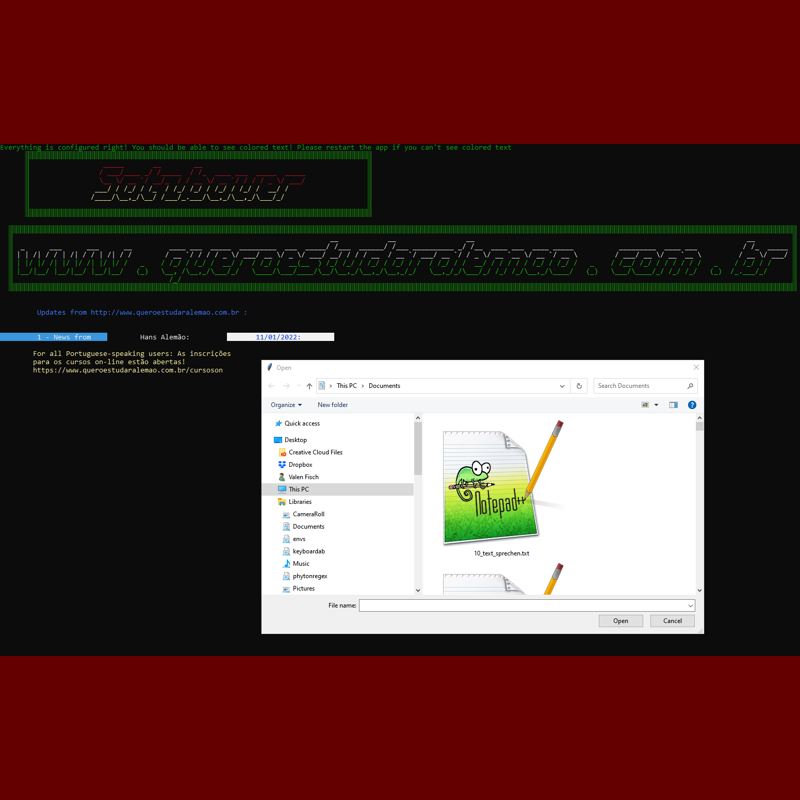 Everything is configured right! You should be able to see colored text! Please restart the app if you can't see colored text
Satzbauer
www.queroestudaralemao.com.br
Updates from http://www.queroestudaralemao.com.br :
1 - News from Hans Alemão: 11/01/2022:
For all Portuguese-speaking users: As inscrições
para os cursos on-line estão abertas!
https://www.queroestudaralemao.com.br/cursoson
Open
This PC Documents
Search Documents
Organize New folder
Quick access
Desktop
Creative Cloud Files
Dropbox
Valen Fisch
This PC
Libraries
CameraRoll
Documents
envs
keyboardab
Music
phytonregex
Pictures
Notepad++
10_text_sprechen.txt
File name:
Open Cancel